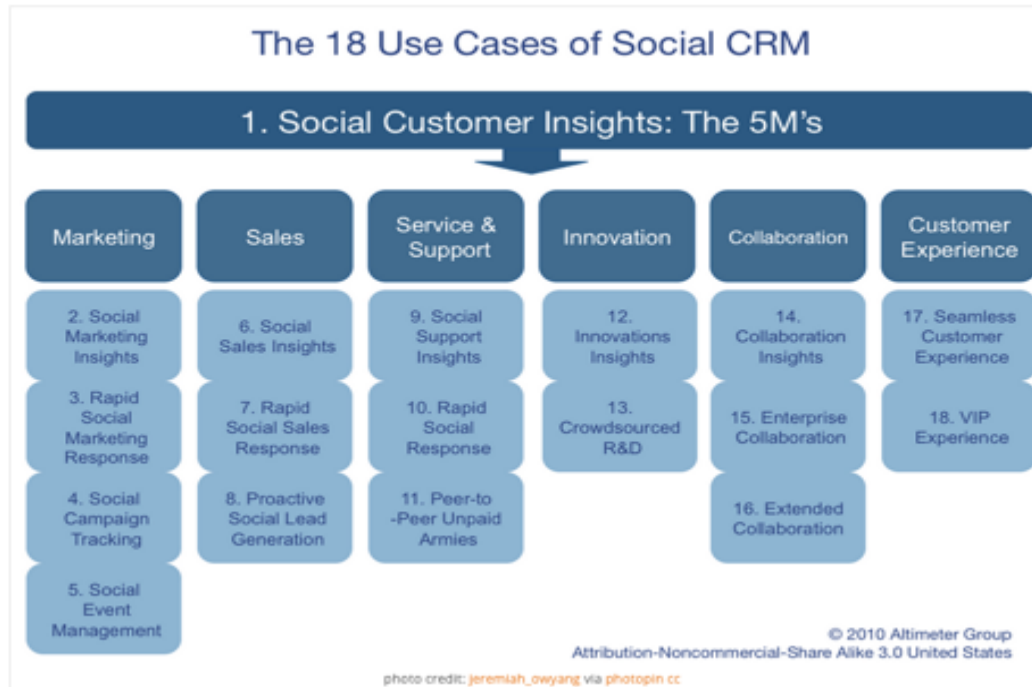 The 18 Use Cases of Social CRM
1. Social Customer Insights: The 5M's
Marketing
Sales
Service &
Support
Innovation
Collaboration
Customer
Experience
2. Social
Marketing
Insights
3. Rapid
Social
Marketing
Response
4. Social
Campaign
Tracking
5. Social
Event
Management
6. Social
Sales Insights
7. Rapid
Social Sales
Response
8. Proactive
Social Lead
Generation
9. Social
Support
Insights
10. Rapid
Social
Response
11. Peer-to
-Peer Unpaid
Armies
12.
Innovations
Insights
13.
Crowdsourced
R&D
14.
Collaboration
Insights
15. Enterprise
Collaboration
16. Extended
Collaboration
17. Seamless
Customer
Experience
18. VIP
Experience
© 2010 Altimeter Group
Attribution-Noncommercial-Share Alike 3.0 United States
photo credit: jeremiah_owyang via photopin cc